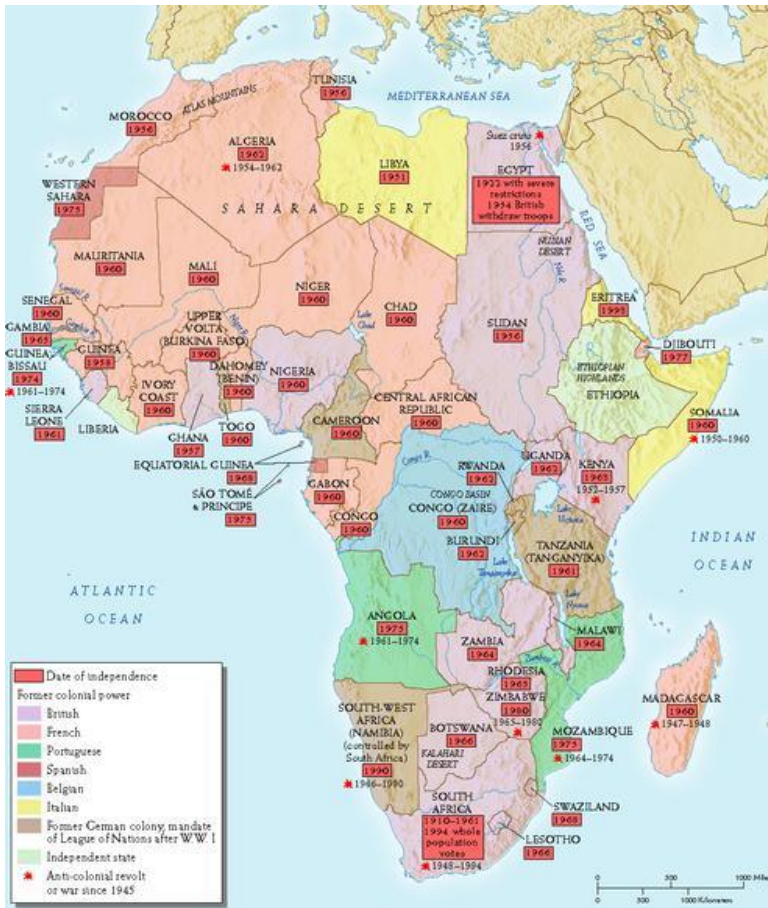 TUNISIA
1956
MEDITERRANEAN SEA
ATLAS MOUNTAINS
MOROCCO
1956
ALGERIA
1962
1954–1962
Suez crisis
1956
LIBYA
1951
EGYPT
1922 with severe
restrictions
1954 British
withdraw troops
WESTERN
SAHARA
1975
SAHARA DESERT
RED SEA
NUBIAN
DESERT
Nile R.
MAURITANIA
1960
MALI
1960
NIGER
1960
CHAD
1960
SUDAN
1956
ERITREA
1993
Senegal R.
SENEGAL
1960
Gambia R.
GAMBIA
1965
GUINEA,
BISSAU
1974
1961–1974
GUINEA
1958
UPPER
VOLTA
(BURKINA FASO)
1960
Niger R.
Lake
Chad
DJIBOUTI
1977
DAHOMEY
(BENIN)
1960
NIGERIA
1960
ETHIOPIAN
HIGHLANDS
ETHIOPIA
IVORY
COAST
1960
SIERRA
LEONE
1961
LIBERIA
GHANA
1957
TOGO
1960
CAMEROON
1960
CENTRAL AFRICAN
REPUBLIC
1960
SOMALIA
1960
1950–1960
EQUATORIAL GUINEA
1968
SÃO TOMÉ
& PRINCIPE
1975
GABON
1960
CONGO
1960
Congo R.
CONGO BASIN
CONGO (ZAIRE)
1960
RWANDA
1962
UGANDA
1962
KENYA
1963
1952–1957
BURUNDI
1962
Lake
Victoria
Lake
Tanganyika
TANZANIA
(TANGANYIKA)
1961
Lake
Nyasa
INDIAN
OCEAN
ATLANTIC
OCEAN
ANGOLA
1975
1961–1974
ZAMBIA
1964
MALAWI
1964
Zambezi R.
RHODESIA
1965
ZIMBABWE
1980
1965–1980
MOZAMBIQUE
1975
1964–1974
MADAGASCAR
1960
1947–1948
SOUTH-WEST
AFRICA
(NAMIBIA)
(controlled by
South Africa)
1990
1966–1990
BOTSWANA
1966
KALAHARI
DESERT
SOUTH
AFRICA
1910–1961
1994 whole
population
votes
1948–1994
SWAZILAND
1968
LESOTHO
1966
Date of independence
Former colonial power
British
French
Portuguese
Spanish
Belgian
Italian
Former German colony, mandate
of League of Nations after W.W. I
Independent state
Anti-colonial revolt
or war since 1945
0 500 1000 Miles
0 500 1000 Kilometers